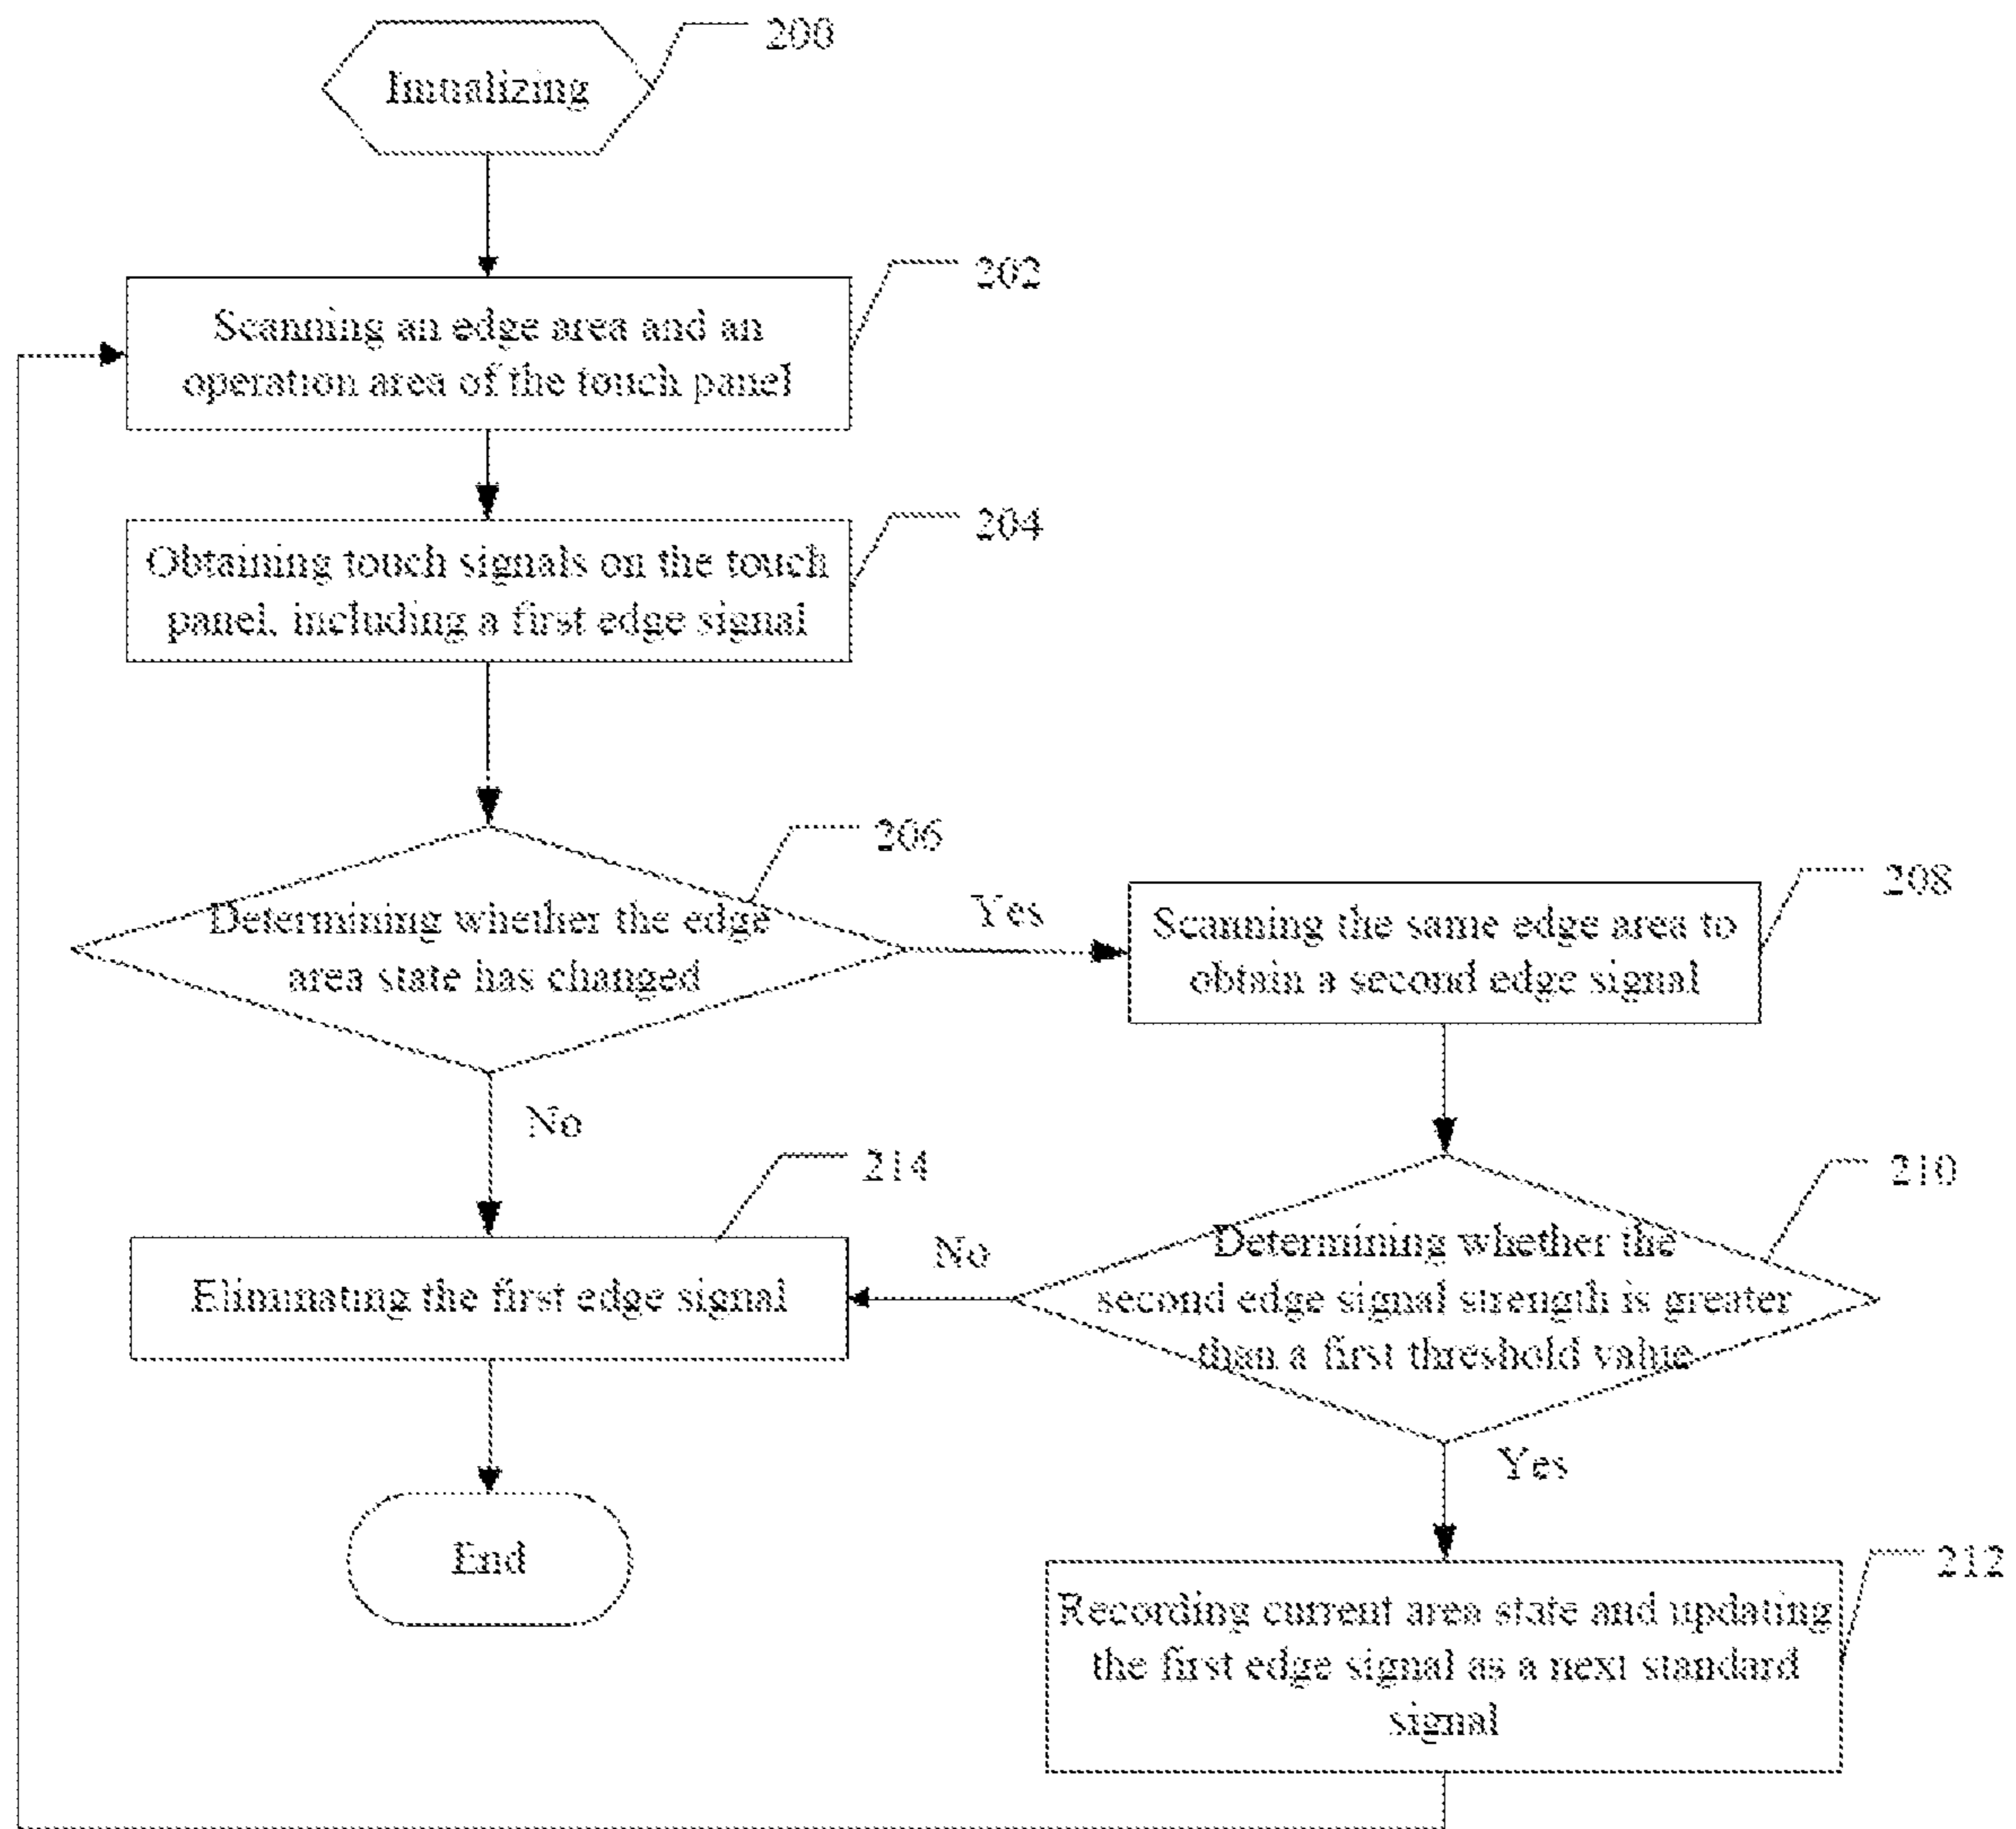 200
Initializing
202
Scanning an edge area and an
operation area of the touch panel
204
Obtaining touch signals on the touch
panel, including a first edge signal
206
Determining whether the edge
area state has changed
Yes
208
Scanning the same edge area to
obtain a second edge signal
No
214
Eliminating the first edge signal
No
210
Determining whether the
second edge signal strength is greater
than a first threshold value
Yes
End
212
Recording current area state and updating
the first edge signal as a next standard
signal